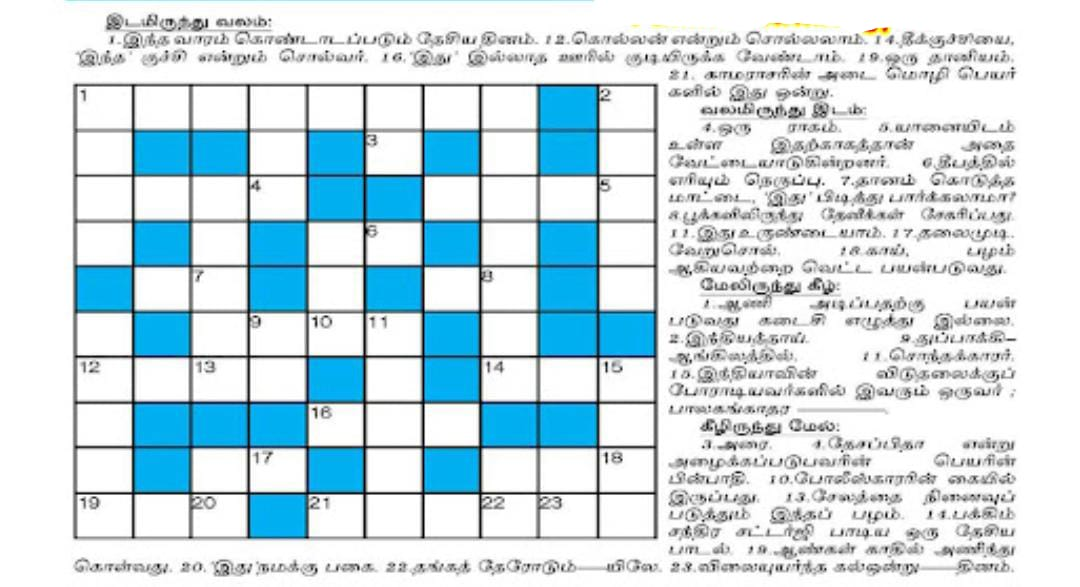 இடமிருந்து வலம்:
1.இந்த வாரம் கொண்டாடப்படும் தேசிய தினம். 12.கொல்லன் என்றும் சொல்லலாம். 14.தீக்குச்சியை,
'இந்த' குச்சி என்றும் சொல்வர். 16.'இது' இல்லாத ஊரில் குடியிருக்க வேண்டாம். 19.ஒரு தானியம்.
21. காமராசரின் அடை மொழி பெயர்
களில் இது ஒன்று.
வலமிருந்து இடம்:
4.ஒரு ராகம். 5.யானையிடம்
உள்ள இதற்காகத்தான் அதை
வேட்டையாடுகின்றனர். 6.தீபத்தில்
எரியும் நெருப்பு. 7.தானம் கொடுத்த
மாட்டை, 'இது' பிடித்து பார்க்கலாமா?
8.பூக்களிலிருந்து தேனீக்கள் சேகரிப்பது.
11.இது உருண்டையாம். 17.தலைமுடி.
வேறுசொல். 18.காய், பழம்
ஆகியவற்றை வெட்ட பயன்படுவது.
மேலிருந்து கீழ்:
1.ஆணி அடிப்பதற்கு பயன்
படுவது கடைசி எழுத்து இல்லை.
2.இந்தியத்தாய். 9.துப்பாக்கி–
ஆங்கிலத்தில். 11.சொந்தக்காரர்.
15.இந்தியாவின் விடுதலைக்குப்
போராடியவர்களில் இவரும் ஒருவர் ;
பாலகங்காதர ————.
கீழிருந்து மேல்:
3.அரை. 4.தேசப்பிதா என்று
அழைக்கப்படுபவரின் பெயரின்
பின்பாதி. 10.போலீஸ்காரரின் கையில்
இருப்பது. 13.சேலத்தை நினைவுப்
படுத்தும் இந்தப் பழம். 14.பக்கிம்
சந்திர சட்டர்ஜி பாடிய ஒரு தேசிய
பாடல். 19.ஆண்கள் காதில் அணிந்து
கொள்வது. 20.'இது'நமக்கு பகை. 22.தங்கத் தேரோடும்——யிலே. 23.விலையுயர்ந்த கல்ஒன்று——தினம்.
1 2
3
4 5
6
7 8
9 10 11
12 13 14 15
16
17 18
19 20 21 22 23